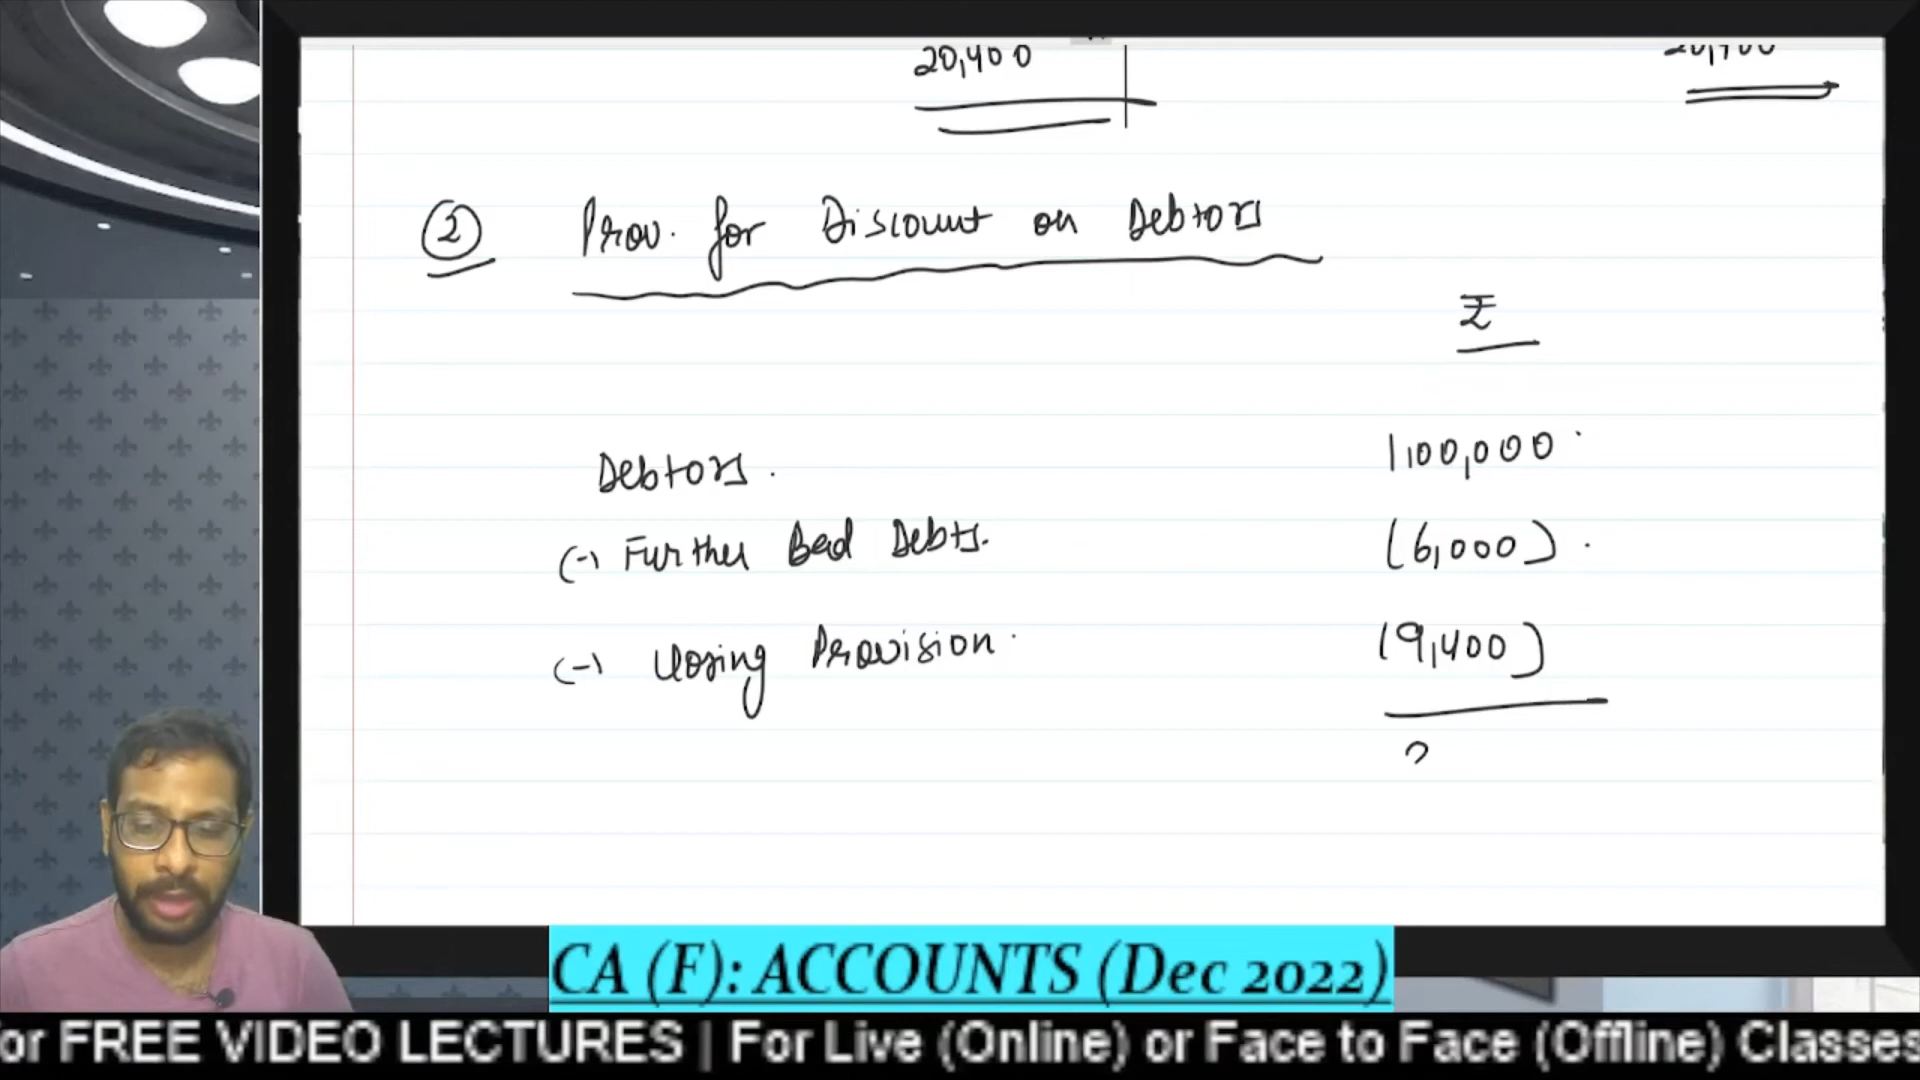 20,400
② Prov. for Discount on Debtors
₹
Debtors. 1,00,000
(-) Further Bad Debts. (6,000)
(-) Closing Provision. (9,400)
CA (F): ACCOUNTS (Dec 2022)
or FREE VIDEO LECTURES | For Live (Online) or Face to Face (Offline) Classes